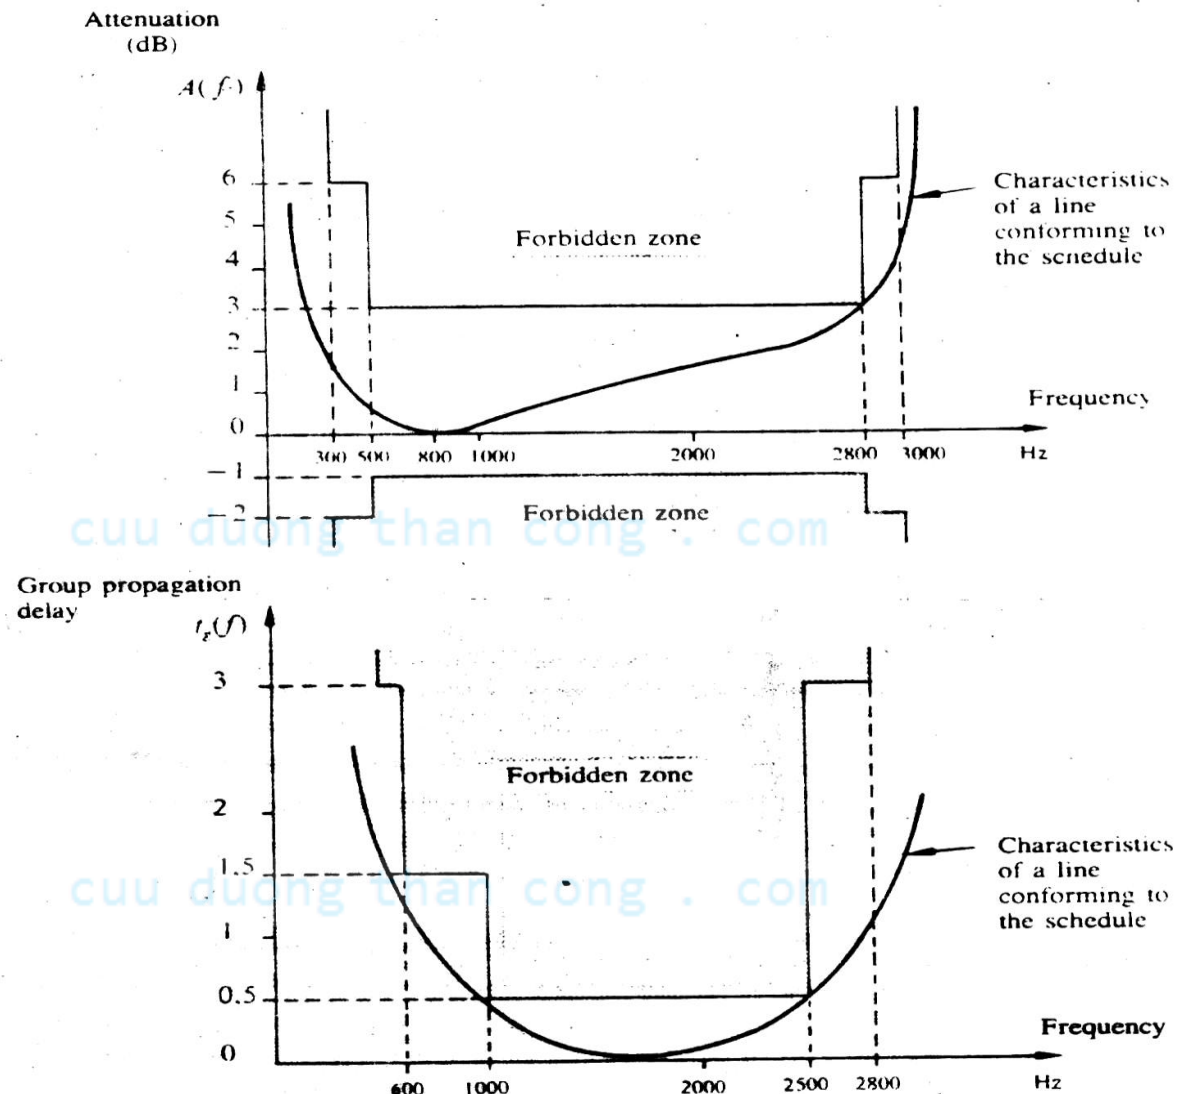 Attenuation
(dB)
A(f)
6
5
4
3
2
1
0
−1
−2
Forbidden zone
Characteristics
of a line
conforming to
the scnedule
Frequency
300 500 800 1000 2000 2800 3000 Hz
Forbidden zone
cuu duong than cong . com
Group propagation
delay
t_g(f)
3
2
1.5
1
0.5
0
Forbidden zone
cuu duong than cong . com
Characteristics
of a line
conforming to
the schedule
Frequency
600 1000 2000 2500 2800 Hz